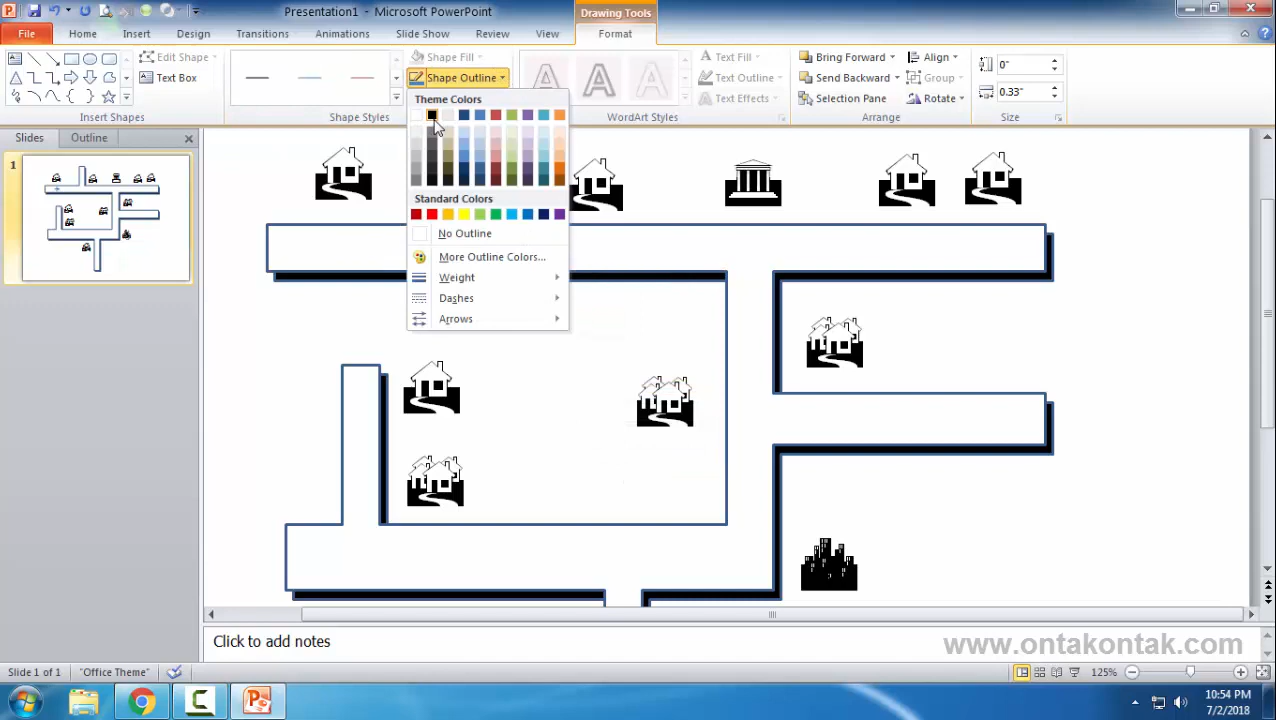 Presentation1 - Microsoft PowerPoint
Drawing Tools
File
Home
Insert
Design
Transitions
Animations
Slide Show
Review
View
Format
Edit Shape
Text Box
Insert Shapes
Shape Fill
Shape Outline
Shape Styles
Text Fill
Text Outline
Text Effects
WordArt Styles
Bring Forward
Send Backward
Selection Pane
Align
Group
Rotate
Arrange
0"
0.33"
Size
Theme Colors
Standard Colors
No Outline
More Outline Colors...
Weight
Dashes
Arrows
Slides
Outline
1
Click to add notes
www.ontakontak.com
Slide 1 of 1
"Office Theme"
125%
10:54 PM
7/2/2018